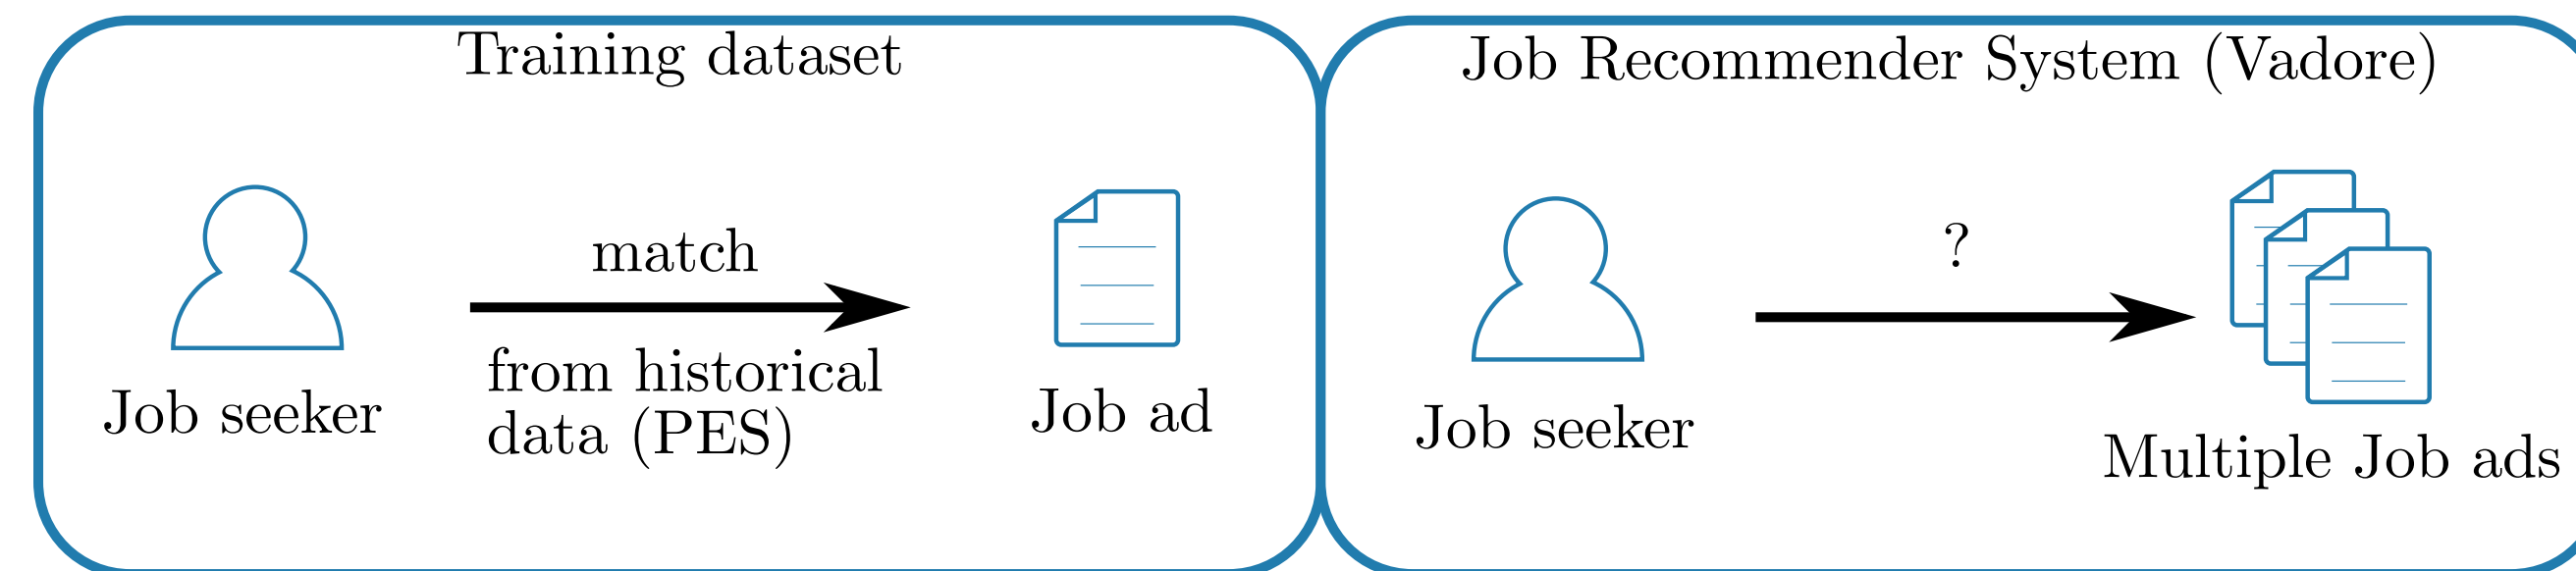 Training dataset
match
from historical
data (PES)
Job seeker
Job ad
Job Recommender System (Vadore)
?
Job seeker
Multiple Job ads